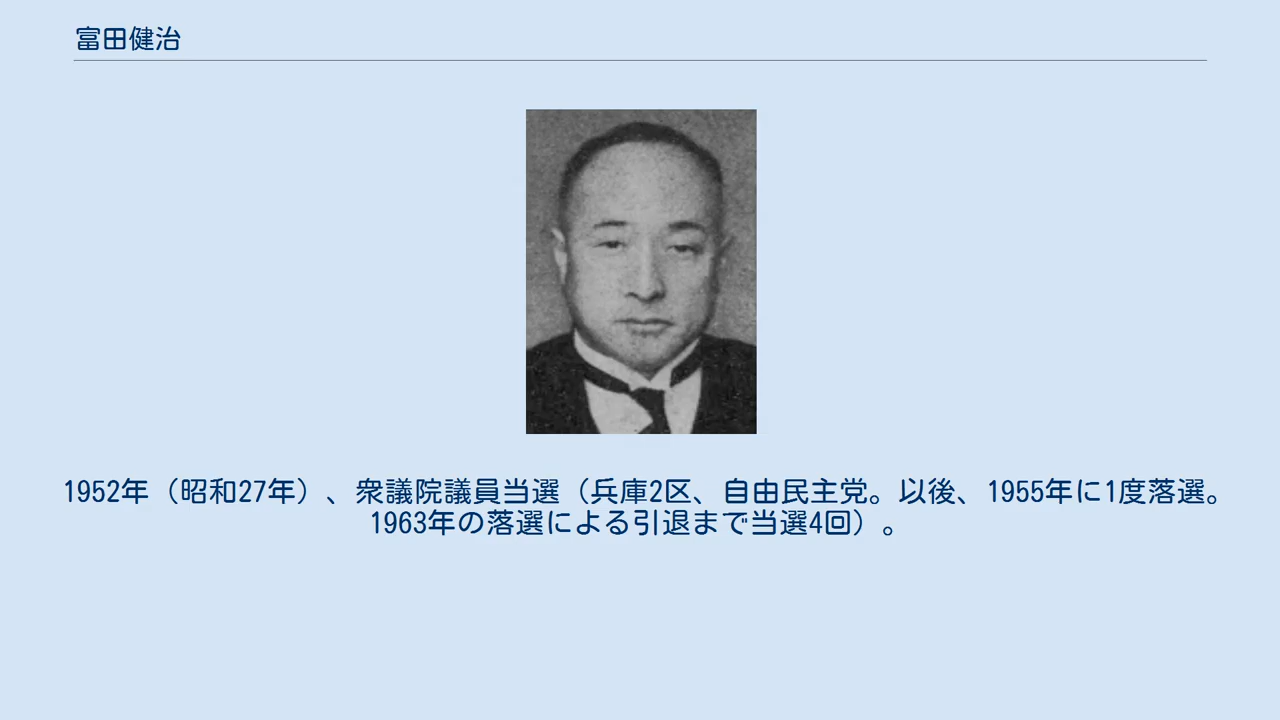 富田健治
1952年（昭和27年）、衆議院議員当選（兵庫2区、自由民主党。以後、1955年に1度落選。
1963年の落選による引退まで当選4回）。